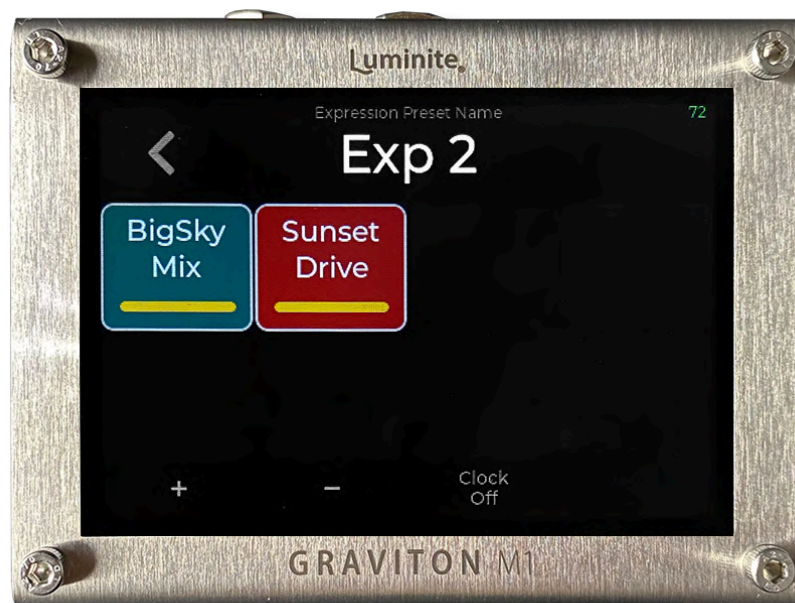 Luminite
Expression Preset Name
72
Exp 2
BigSky
Mix
Sunset
Drive
+
−
Clock
Off
GRAVITON M1